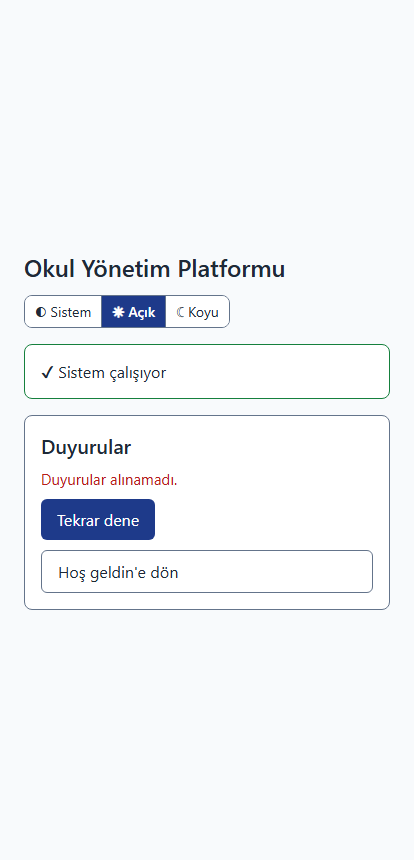 Okul Yönetim Platformu
Sistem Açık Koyu
✓ Sistem çalışıyor
Duyurular
Duyurular alınamadı.
Tekrar dene
Hoş geldin'e dön